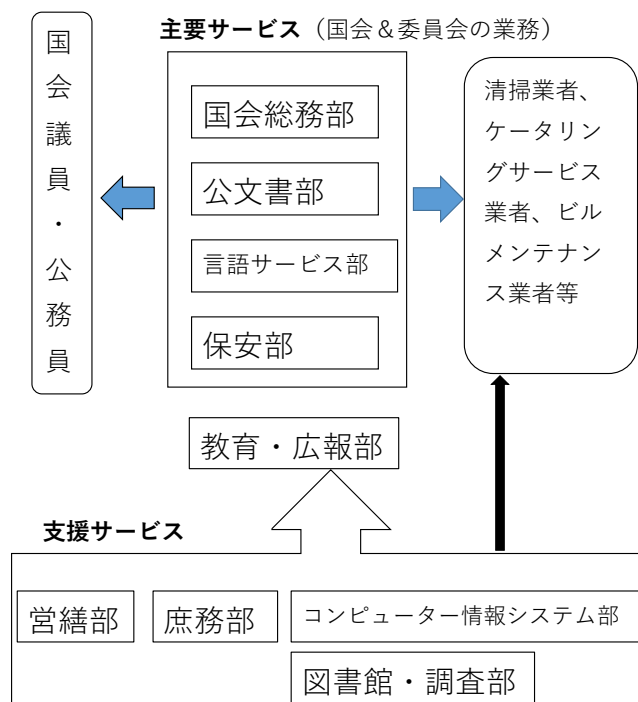 主要サービス（国会＆委員会の業務）
国
会
議
員
・
公
務
員
国会総務部
公文書部
言語サービス部
保安部
清掃業者、
ケータリン
グサービス
業者、ビル
メンテナン
ス業者等
教育・広報部
支援サービス
営繕部
庶務部
コンピューター情報システム部
図書館・調査部